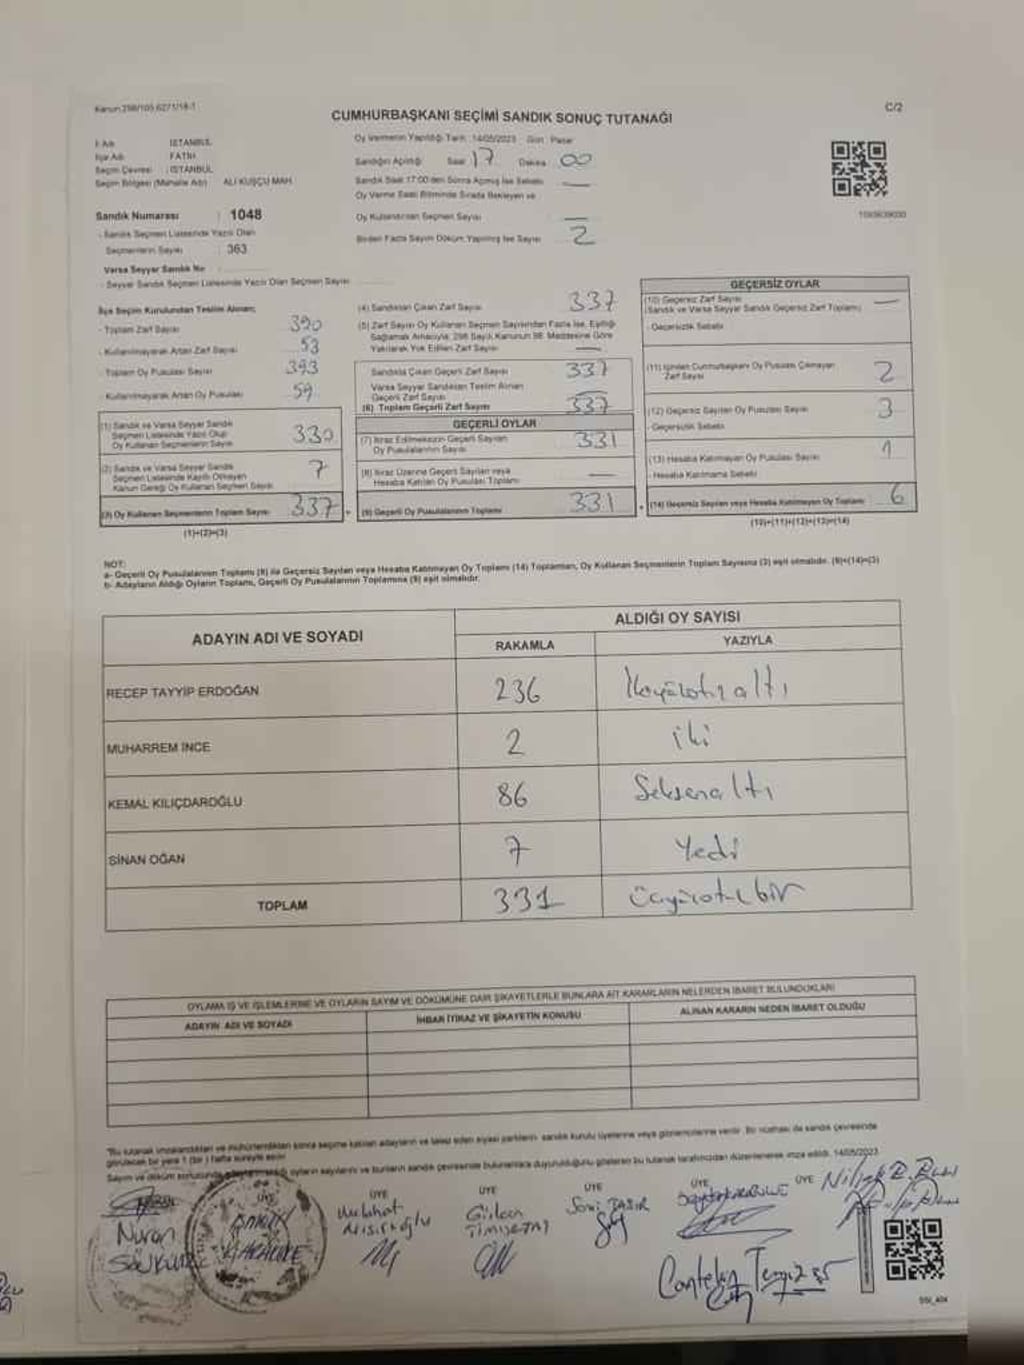 Kanun:298/105,6271/18-1
C/2
CUMHURBAŞKANI SEÇİMİ SANDIK SONUÇ TUTANAĞI
İl Adı : İSTANBUL
İlçe Adı : FATİH
Seçim Çevresi : İSTANBUL
Seçim Bölgesi (Mahalle Adı) ALİ KUŞÇU MAH.
Oy Vermenin Yapıldığı Tarih : 14/05/2023 Gün : Pazar
Sandığın Açıldığı Saat 17 Dakika 00
Sandık Saat 17:00'den Sonra Açılmış İse Sebebi —
Oy Verme Saati Bitiminde Sırada Bekleyen ve
Oy Kullandırılan Seçmen Sayısı —
Birden Fazla Sayım Döküm Yapılmış İse Sayısı 2
Sandık Numarası : 1048
- Sandık Seçmen Listesinde Yazılı Olan
Seçmenlerin Sayısı : 363
Varsa Seyyar Sandık No :
- Seyyar Sandık Seçmen Listesinde Yazılı Olan Seçmen Sayısı
İlçe Seçim Kurulundan Teslim Alınan;
- Toplam Zarf Sayısı 390
- Kullanılmayarak Artan Zarf Sayısı 53
- Toplam Oy Pusulası Sayısı 393
- Kullanılmayarak Artan Oy Pusulası 59
(1) Sandık ve Varsa Seyyar Sandık
Seçmen Listesinde Yazılı Olup
Oy Kullanan Seçmenlerin Sayısı 330
(2) Sandık ve Varsa Seyyar Sandık
Seçmen Listesinde Kayıtlı Olmayan
Kanun Gereği Oy Kullanan Seçmen Sayısı 7
(3) Oy Kullanan Seçmenlerin Toplam Sayısı 337
(1)+(2)=(3)
(4) Sandıktan Çıkan Zarf Sayısı 337
(5) Zarf Sayısı Oy Kullanan Seçmen Sayısından Fazla İse, Eşitliği
Sağlamak Amacıyla, 298 Sayılı Kanunun 98. Maddesine Göre
Yakılarak Yok Edilen Zarf Sayısı —
Sandıkta Çıkan Geçerli Zarf Sayısı 337
Varsa Seyyar Sandıktan Teslim Alınan
Geçerli Zarf Sayısı —
(6) Toplam Geçerli Zarf Sayısı 337
GEÇERLİ OYLAR
(7) İtiraz Edilmeksizin Geçerli Sayılan
Oy Pusulalarının Sayısı 331
(8) İtiraz Üzerine Geçerli Sayılan veya
Hesaba Katılan Oy Pusulası Toplamı —
(9) Geçerli Oy Pusulalarının Toplamı 331
GEÇERSİZ OYLAR
(10) Geçersiz Zarf Sayısı —
(Sandık ve Varsa Seyyar Sandık Geçersiz Zarf Toplamı)
- Geçersizlik Sebebi
(11) İçinden Cumhurbaşkanı Oy Pusulası Çıkmayan
Zarf Sayısı 2
(12) Geçersiz Sayılan Oy Pusulası Sayısı 3
- Geçersizlik Sebebi
(13) Hesaba Katılmayan Oy Pusulası Sayısı 1
- Hesaba Katılmama Sebebi
(14) Geçersiz Sayılan veya Hesaba Katılmayan Oy Toplamı 6
(10)+(11)+(12)+(13)=(14)
NOT:
a- Geçerli Oy Pusulalarının Toplamı (9) ile Geçersiz Sayılan veya Hesaba Katılmayan Oy Toplamı (14) Toplamları, Oy Kullanan Seçmenlerin Toplam Sayısına (3) eşit olmalıdır. (9)+(14)=(3)
b- Adayların Aldığı Oyların Toplamı, Geçerli Oy Pusulalarının Toplamına (9) eşit olmalıdır.
ADAYIN ADI VE SOYADI
ALDIĞI OY SAYISI
RAKAMLA YAZIYLA
RECEP TAYYİP ERDOĞAN 236 İkiyüzotuzaltı
MUHARREM İNCE 2 iki
KEMAL KILIÇDAROĞLU 86 Seksenaltı
SİNAN OĞAN 7 Yedi
TOPLAM 331 Üçyüzotuzbir
OYLAMA İŞ VE İŞLEMLERİNE VE OYLARIN SAYIM VE DÖKÜMÜNE DAİR ŞİKAYETLERLE BUNLARA AİT KARARLARIN NELERDEN İBARET BULUNDUKLARI
ADAYIN ADI VE SOYADI İHBAR İTİRAZ VE ŞİKAYETİN KONUSU ALINAN KARARIN NEDEN İBARET OLDUĞU
ÜYE ÜYE ÜYE ÜYE ÜYE ÜYE
Nuran
Gülcan